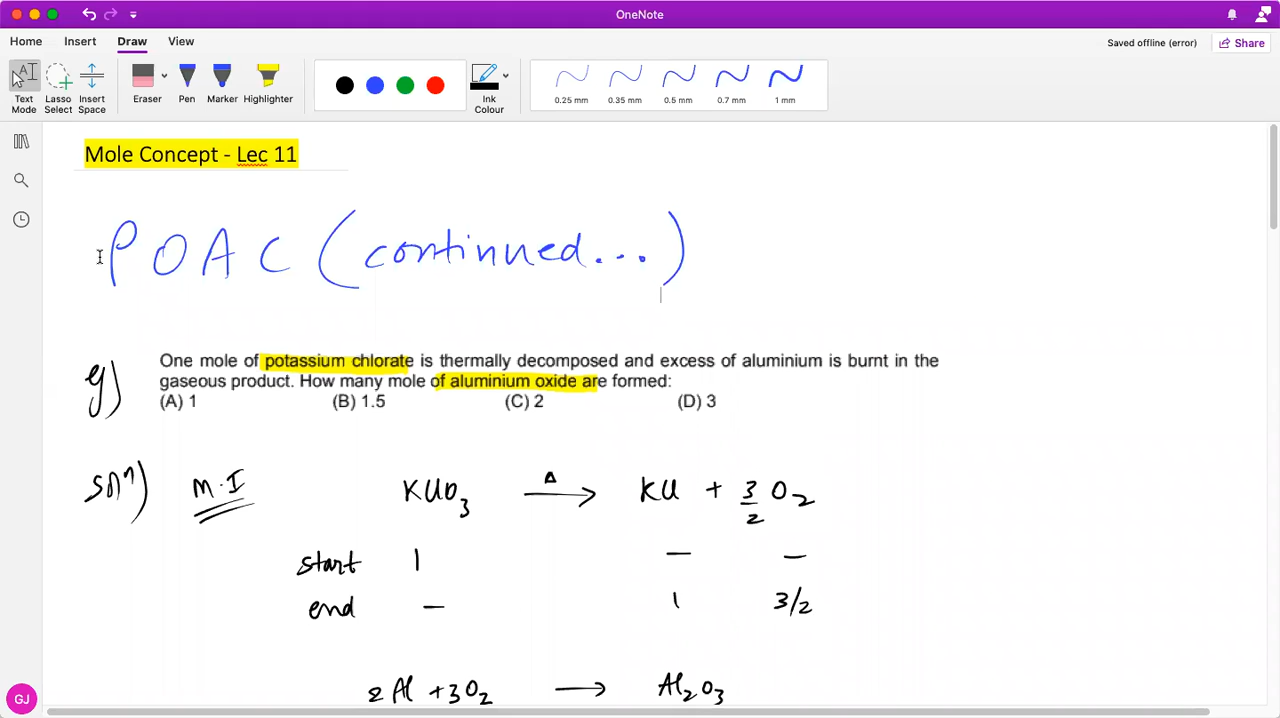 OneNote
Home Insert Draw View
Saved offline (error) Share
Text Mode Lasso Select Insert Space Eraser Pen Marker Highlighter Ink Colour 0.25 mm 0.35 mm 0.5 mm 0.7 mm 1 mm
Mole Concept - Lec 11
POAC (continued...)
eg) One mole of potassium chlorate is thermally decomposed and excess of aluminium is burnt in the
gaseous product. How many mole of aluminium oxide are formed:
(A) 1 (B) 1.5 (C) 2 (D) 3
Solⁿ) M.I KClO₃ Δ→ KCl + 3/2 O₂
start 1 — —
end — 1 3/2
2Al + 3O₂ → Al₂O₃
GJ